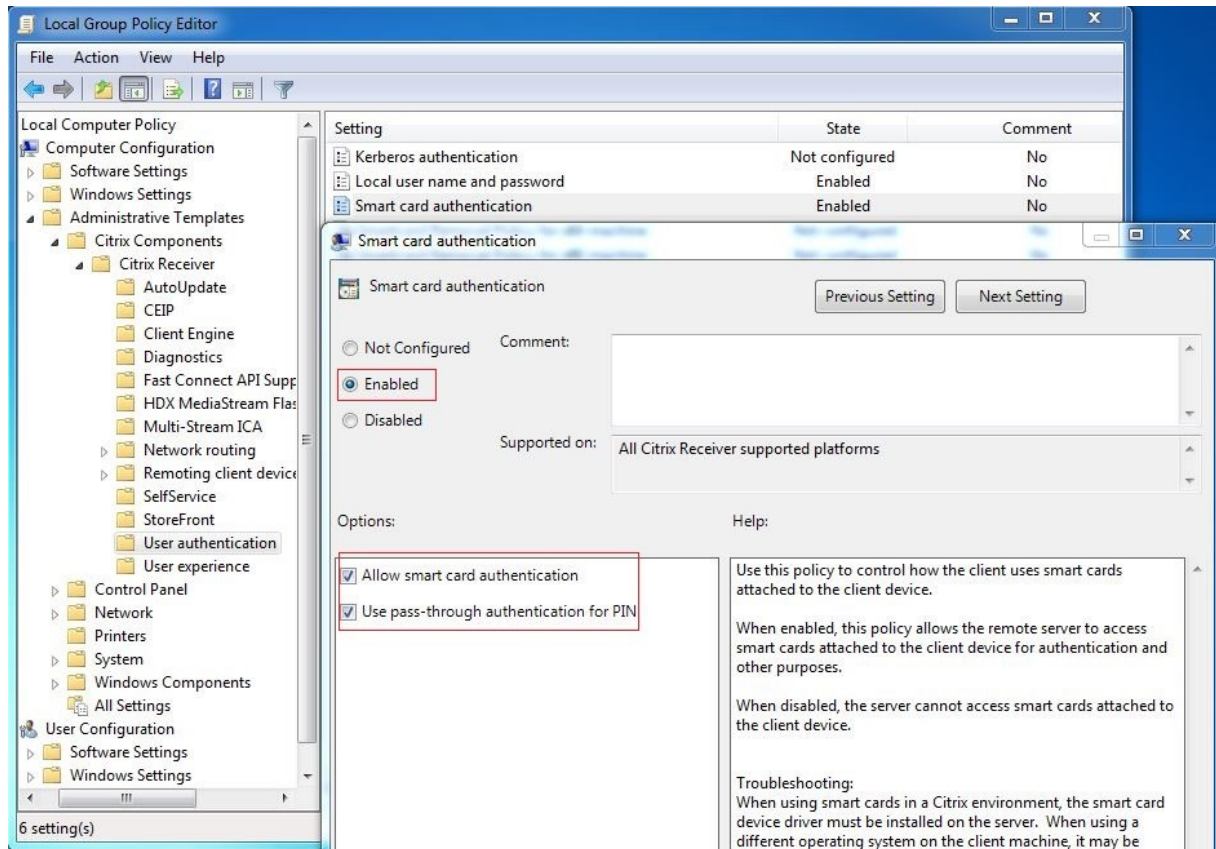 Local Group Policy Editor
File Action View Help
Local Computer Policy
Computer Configuration
Software Settings
Windows Settings
Administrative Templates
Citrix Components
Citrix Receiver
AutoUpdate
CEIP
Client Engine
Diagnostics
Fast Connect API Supp
HDX MediaStream Flas
Multi-Stream ICA
Network routing
Remoting client device
SelfService
StoreFront
User authentication
User experience
Control Panel
Network
Printers
System
Windows Components
All Settings
User Configuration
Software Settings
Windows Settings
6 setting(s)
Setting State Comment
Kerberos authentication Not configured No
Local user name and password Enabled No
Smart card authentication Enabled No
Smart card authentication
Smart card authentication
Previous Setting Next Setting
Not Configured Comment:
Enabled
Disabled
Supported on: All Citrix Receiver supported platforms
Options: Help:
Allow smart card authentication
Use pass-through authentication for PIN
Use this policy to control how the client uses smart cards
attached to the client device.
When enabled, this policy allows the remote server to access
smart cards attached to the client device for authentication and
other purposes.
When disabled, the server cannot access smart cards attached to
the client device.
Troubleshooting:
When using smart cards in a Citrix environment, the smart card
device driver must be installed on the server. When using a
different operating system on the client machine, it may be